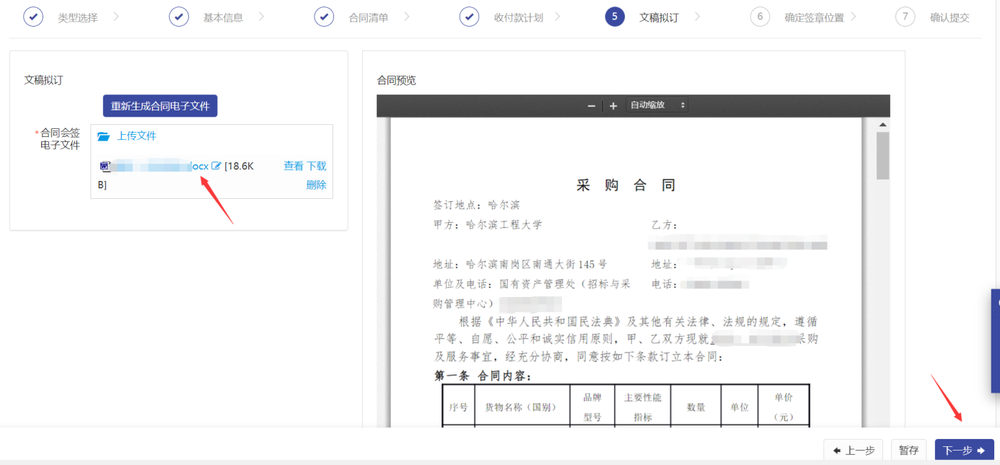 类型选择 基本信息 合同清单 收付款计划 5 文稿拟订 6 确定签章位置 7 确认提交
文稿拟订
重新生成合同电子文件
*合同会签
电子文件
上传文件
ocx [18.6K
B]
查看 下载
删除
合同预览
自动缩放
采 购 合 同
签订地点：哈尔滨
甲方：哈尔滨工程大学 乙方：
地址：哈尔滨南岗区南通大街 145 号 地址：
单位及电话：国有资产管理处（招标与采 电话：
购管理中心）
根据《中华人民共和国民法典》及其他有关法律、法规的规定，遵循
平等、自愿、公平和诚实信用原则，甲、乙双方现就 采购
及服务事宜，经充分协商，同意按如下条款订立本合同：
第一条 合同内容：
序号 货物名称（国别） 品牌 型号 主要性能 指标 数量 单位 单价 （元）
上一步 暂存 下一步